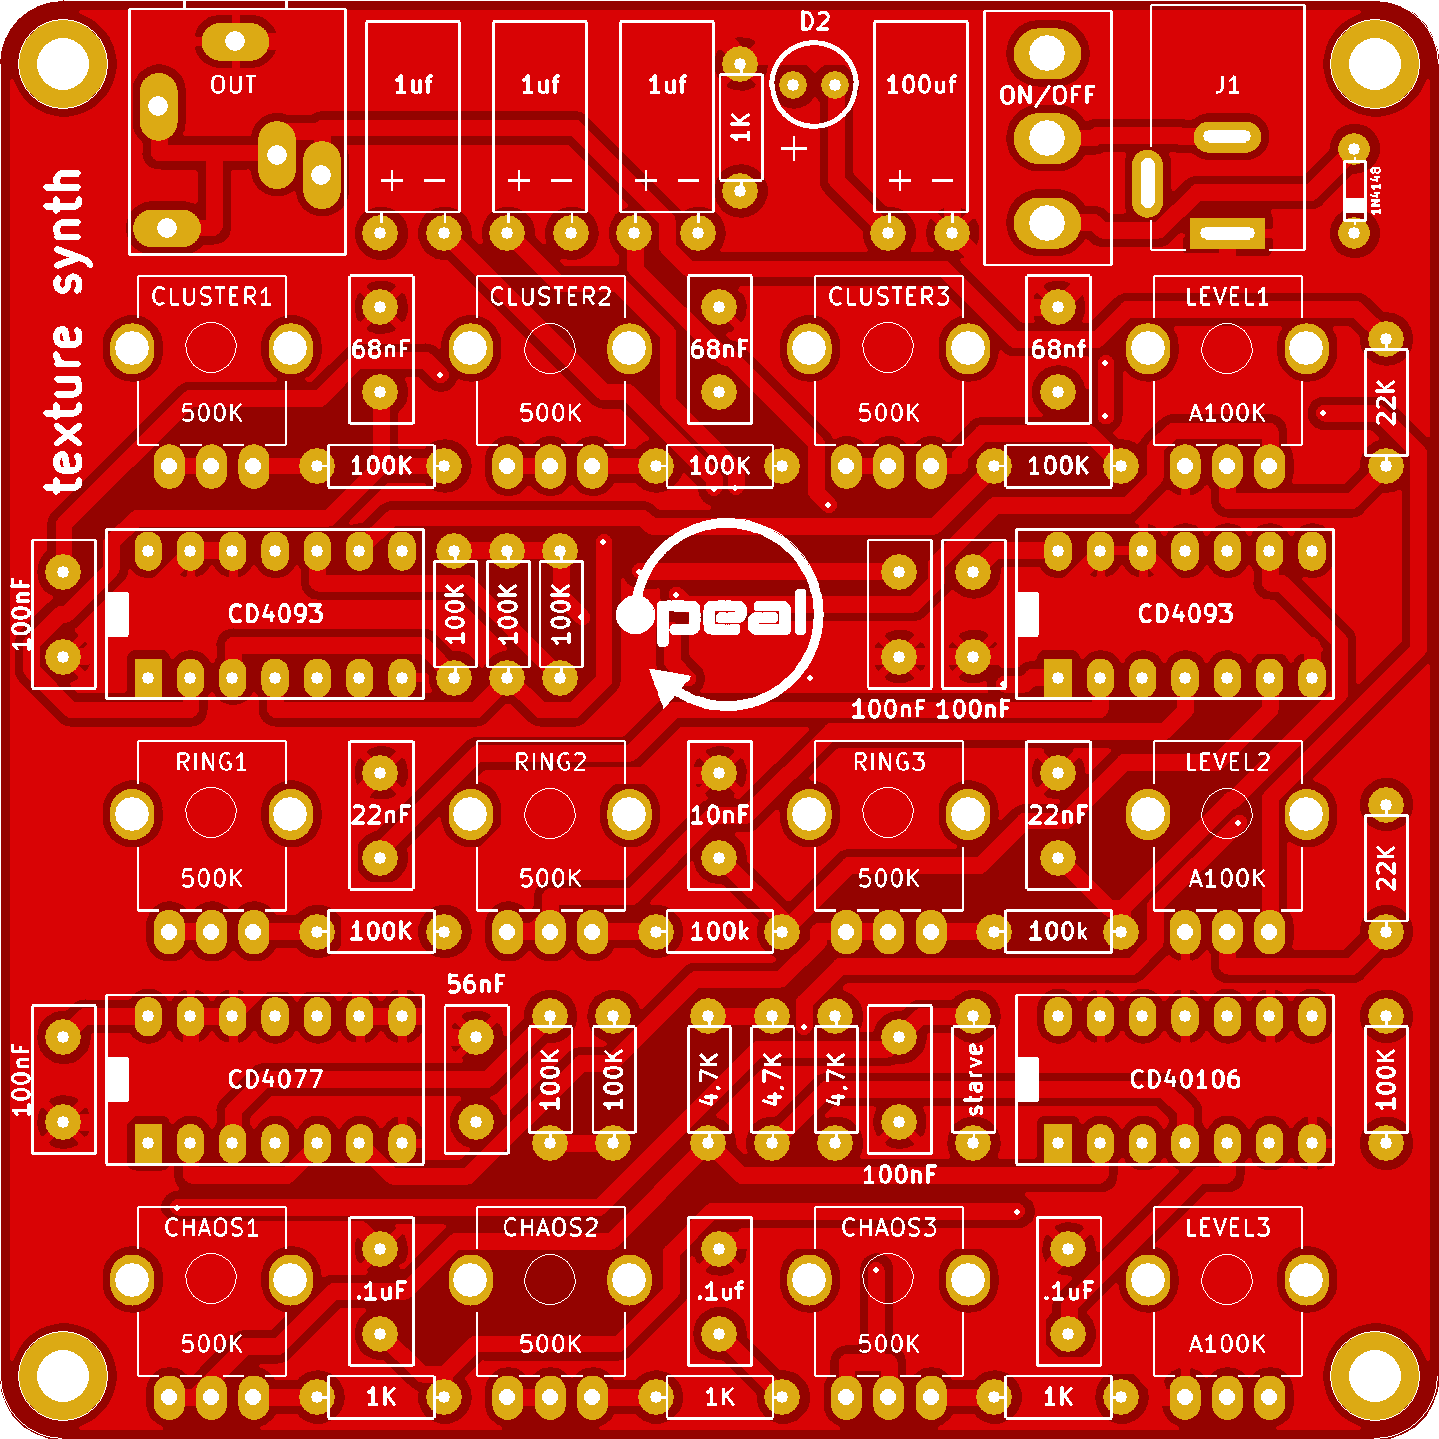 D2
OUT
1uf
1uf
1uf
1K
+
100uf
ON/OFF
J1
1N4148
+ −
+ −
+ −
+ −
texture synth
CLUSTER1
68nF
500K
CLUSTER2
68nF
500K
CLUSTER3
68nf
500K
LEVEL1
A100K
22K
100K
100K
100K
100nF
CD4093
100K
100K
100K
peal
100nF
100nF
CD4093
RING1
22nF
500K
RING2
10nF
500K
RING3
22nF
500K
LEVEL2
A100K
22K
100K
100k
100k
56nF
100nF
CD4077
100K
100K
4.7K
4.7K
4.7K
100nF
starve
CD40106
100K
CHAOS1
.1uF
500K
CHAOS2
.1uf
500K
CHAOS3
.1uF
500K
LEVEL3
A100K
1K
1K
1K